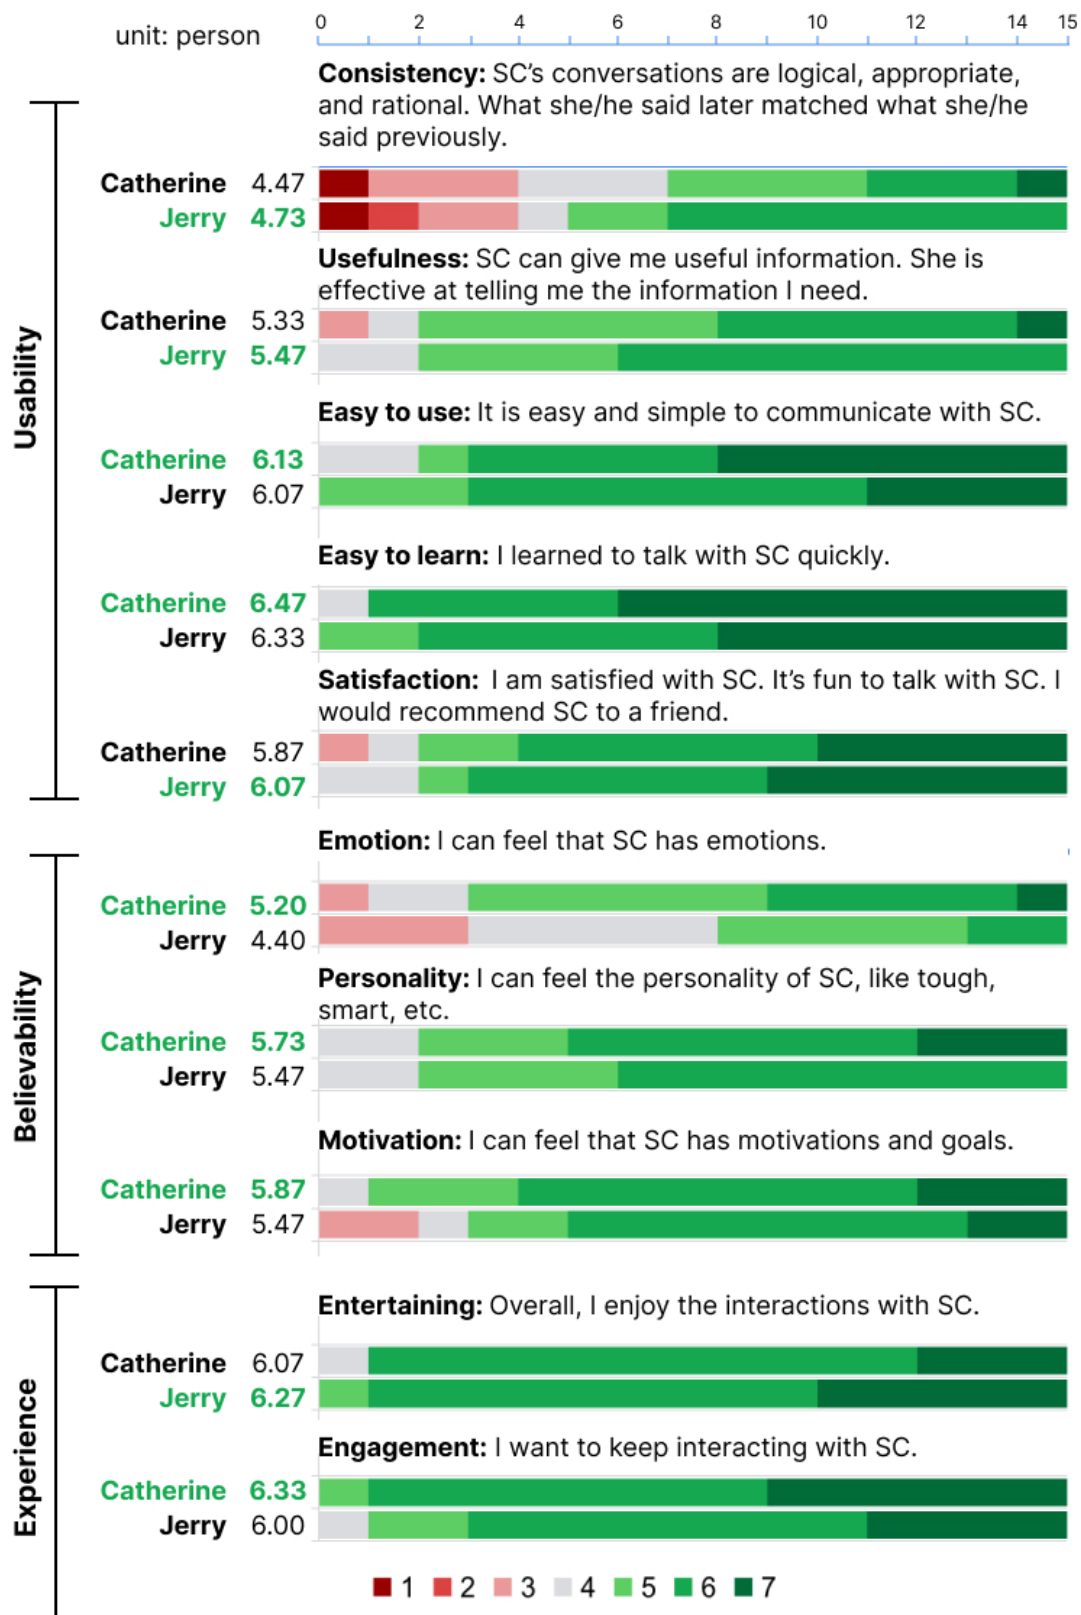 unit: person
0 2 4 6 8 10 12 14 15
Usability
Consistency: SC’s conversations are logical, appropriate,
and rational. What she/he said later matched what she/he
said previously.
Catherine 4.47
Jerry 4.73
Usefulness: SC can give me useful information. She is
effective at telling me the information I need.
Catherine 5.33
Jerry 5.47
Easy to use: It is easy and simple to communicate with SC.
Catherine 6.13
Jerry 6.07
Easy to learn: I learned to talk with SC quickly.
Catherine 6.47
Jerry 6.33
Satisfaction: I am satisfied with SC. It’s fun to talk with SC. I
would recommend SC to a friend.
Catherine 5.87
Jerry 6.07
Believability
Emotion: I can feel that SC has emotions.
Catherine 5.20
Jerry 4.40
Personality: I can feel the personality of SC, like tough,
smart, etc.
Catherine 5.73
Jerry 5.47
Motivation: I can feel that SC has motivations and goals.
Catherine 5.87
Jerry 5.47
Experience
Entertaining: Overall, I enjoy the interactions with SC.
Catherine 6.07
Jerry 6.27
Engagement: I want to keep interacting with SC.
Catherine 6.33
Jerry 6.00
1 2 3 4 5 6 7